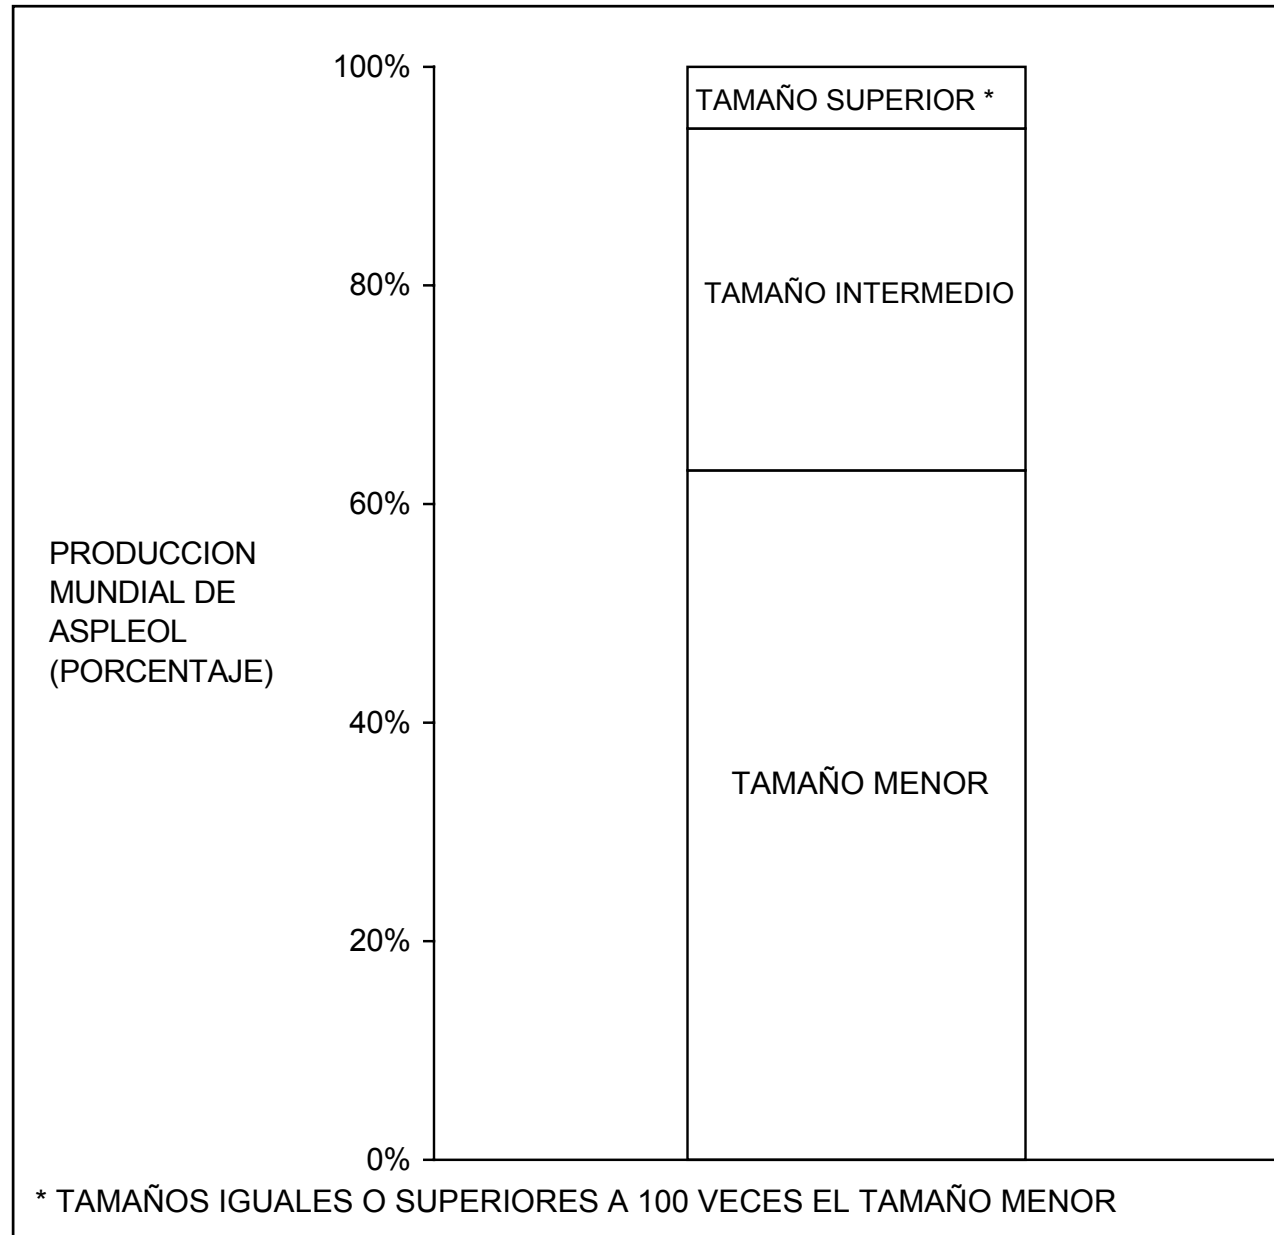 100%
TAMAÑO SUPERIOR *
80%
TAMAÑO INTERMEDIO
60%
PRODUCCION
MUNDIAL DE
ASPLEOL
(PORCENTAJE)
40%
TAMAÑO MENOR
20%
0%
* TAMAÑOS IGUALES O SUPERIORES A 100 VECES EL TAMAÑO MENOR